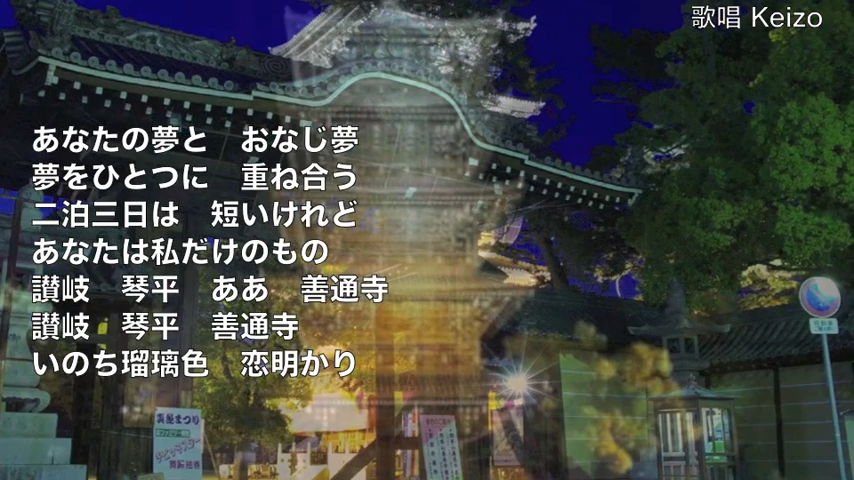 歌唱 Keizo
あなたの夢と　おなじ夢
夢をひとつに　重ね合う
二泊三日は　短いけれど
あなたは私だけのもの
讃岐　琴平　ああ　善通寺
讃岐　琴平　善通寺
いのち瑠璃色　恋明かり